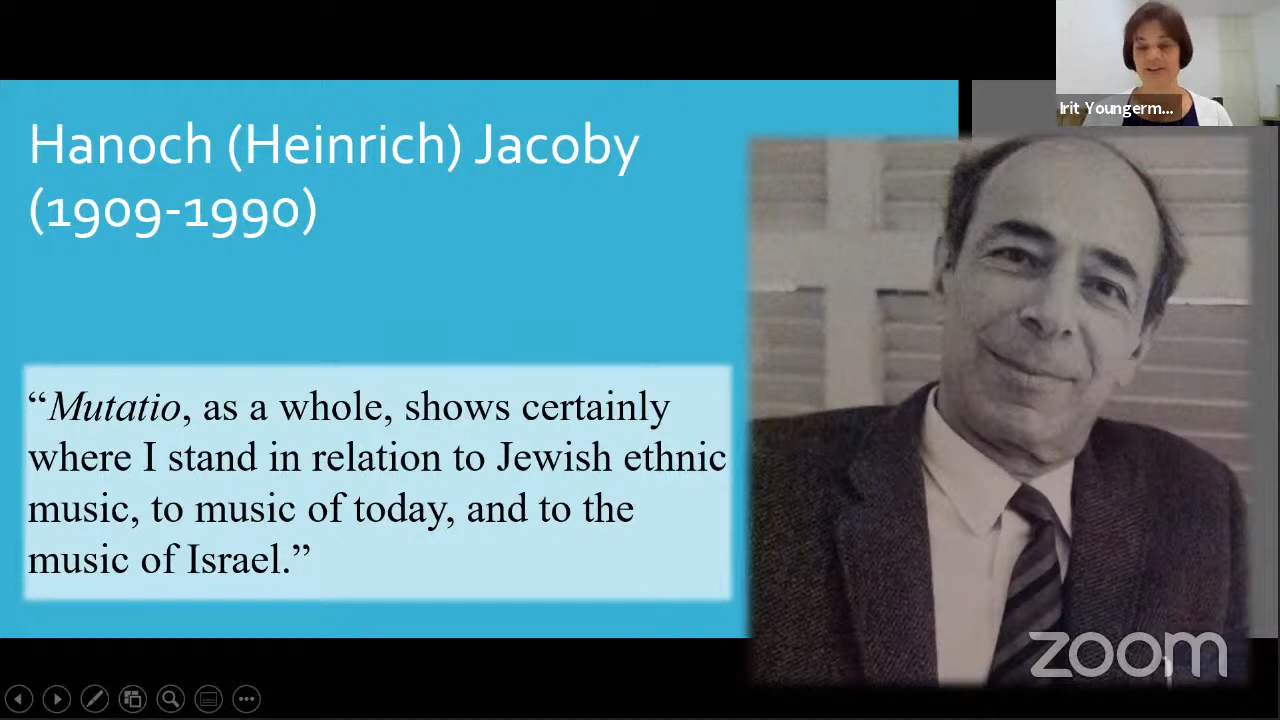 Irit Youngerm...
Hanoch (Heinrich) Jacoby
(1909-1990)
“Mutatio, as a whole, shows certainly
where I stand in relation to Jewish ethnic
music, to music of today, and to the
music of Israel.”
zoom